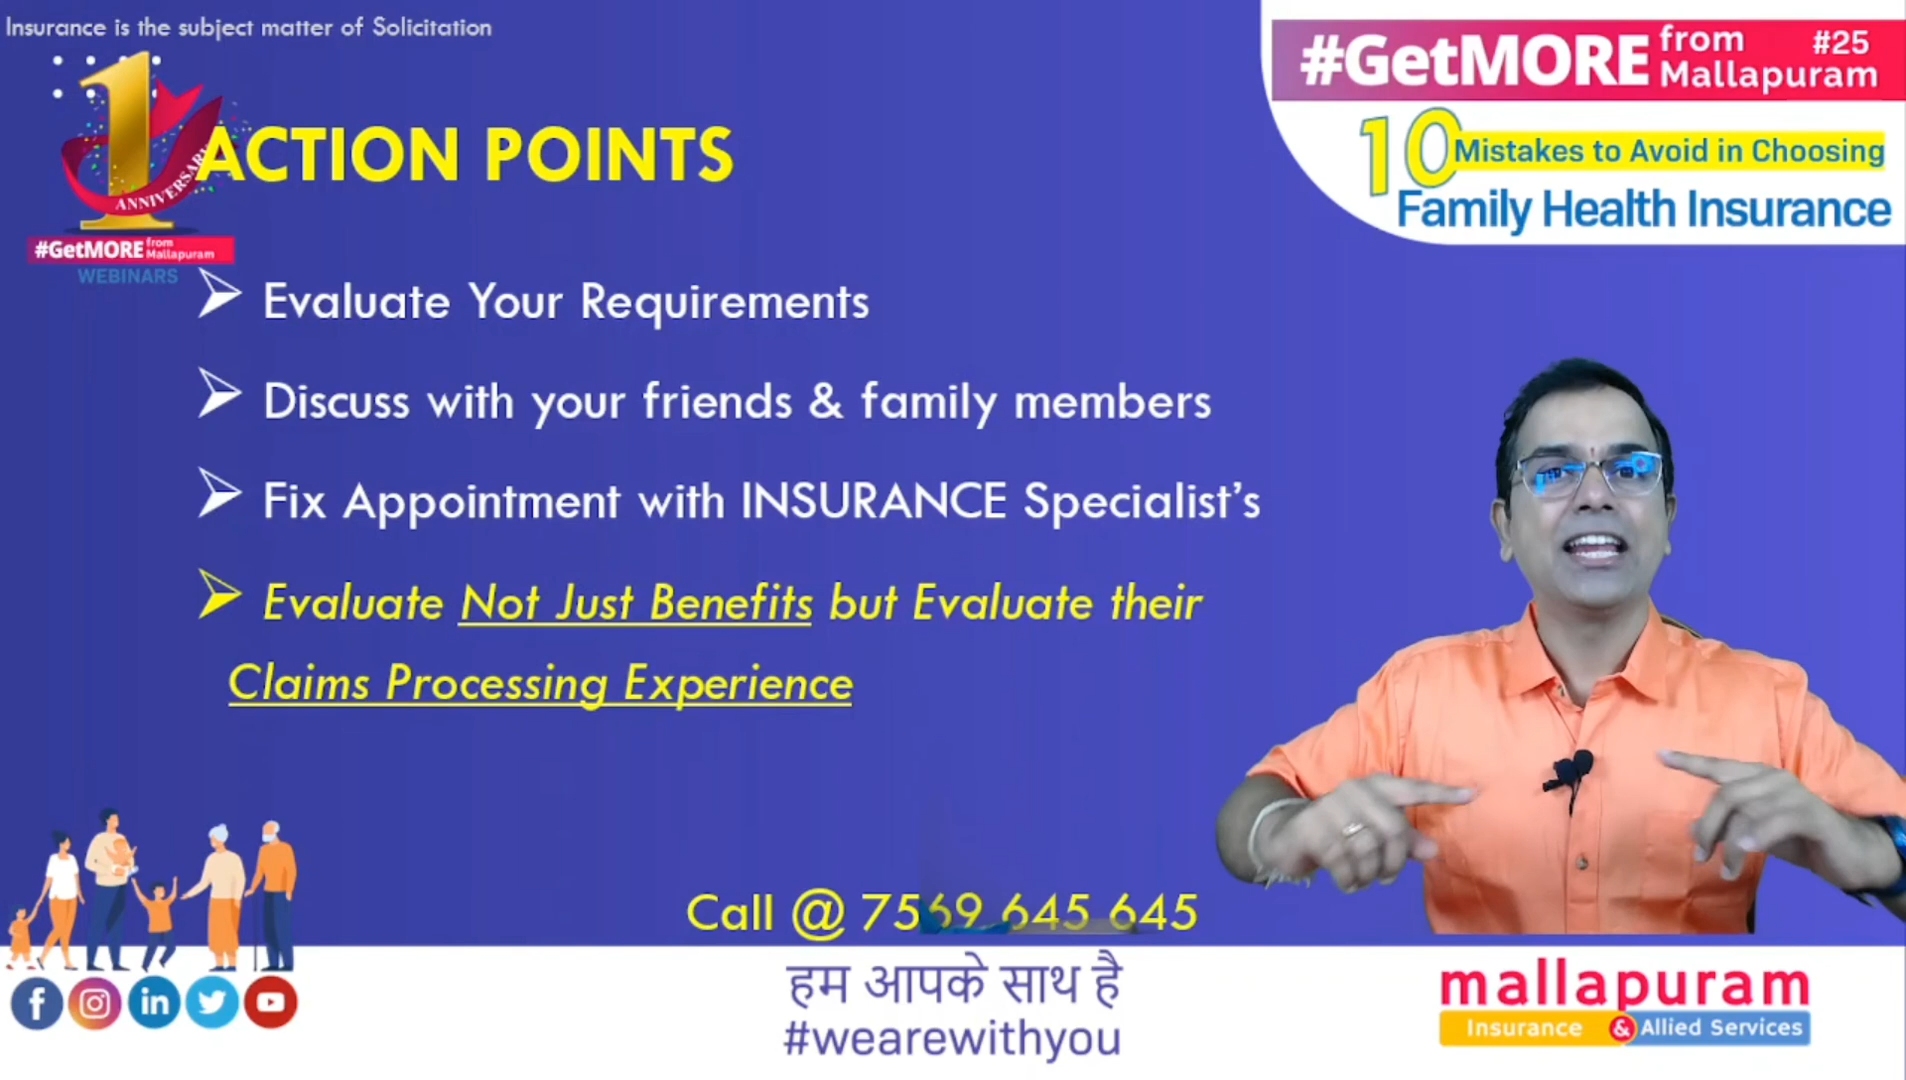 Insurance is the subject matter of Solicitation
#GetMORE from Mallapuram #25
10 Mistakes to Avoid in Choosing
Family Health Insurance
1 ANNIVERSARY
#GetMORE from Mallapuram
WEBINARS
ACTION POINTS
Evaluate Your Requirements
Discuss with your friends & family members
Fix Appointment with INSURANCE Specialist's
Evaluate Not Just Benefits but Evaluate their
Claims Processing Experience
Call @ 7569 645 645
हम आपके साथ है
#wearewithyou
mallapuram
Insurance & Allied Services